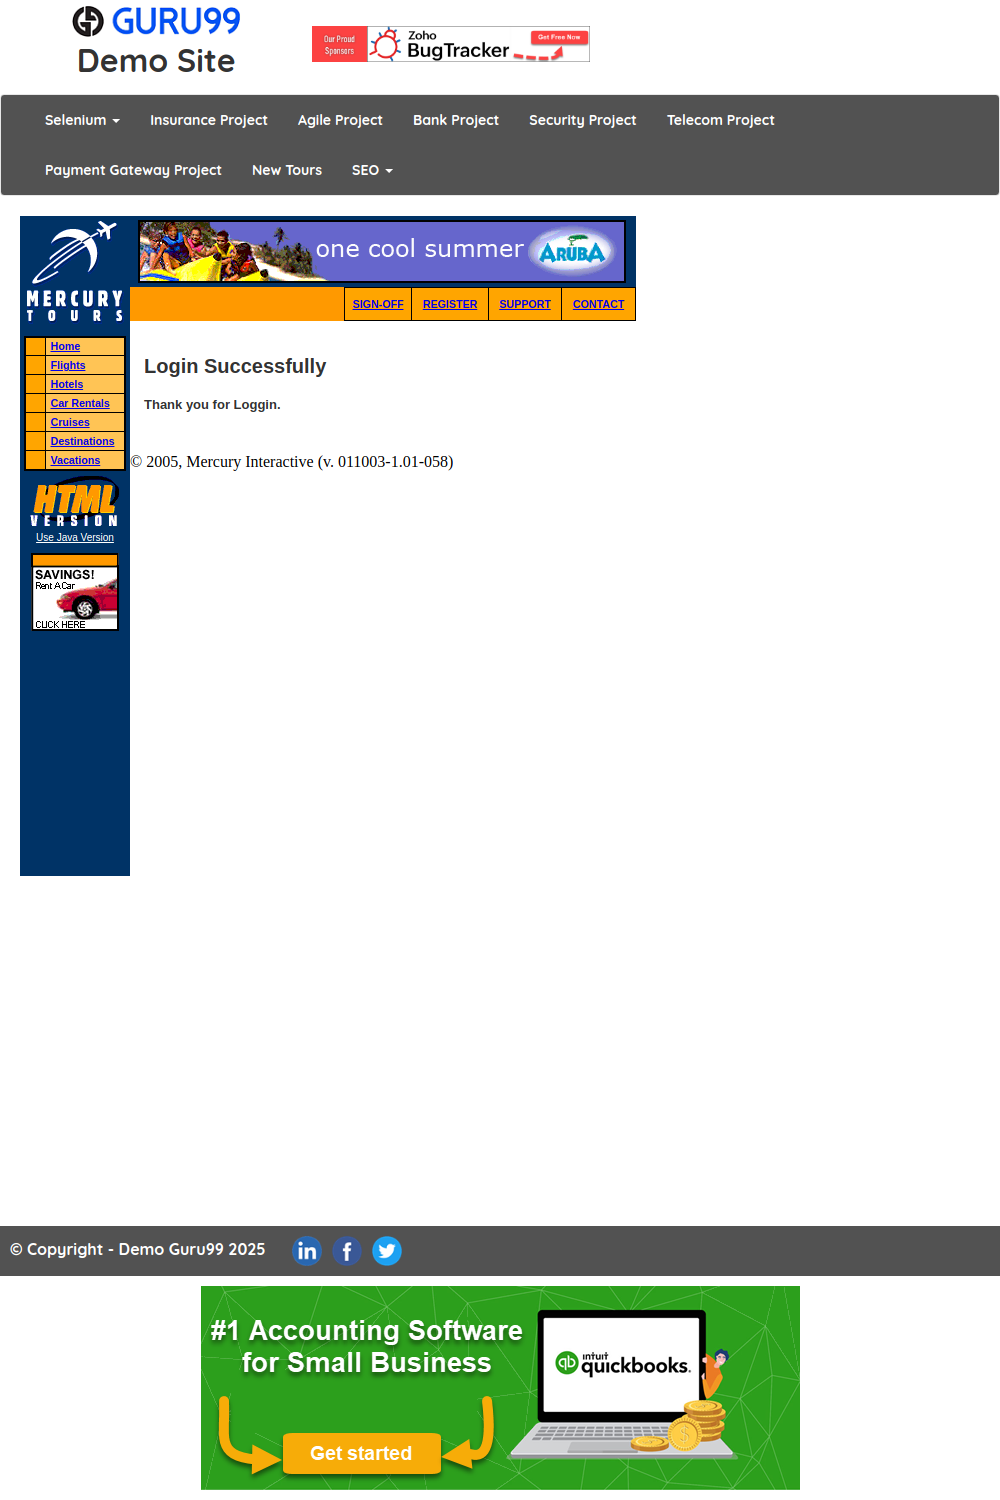 GURU99
Demo Site
Our Proud Sponsors
Zoho
BugTracker
Get Free Now
Selenium
Insurance Project
Agile Project
Bank Project
Security Project
Telecom Project
Payment Gateway Project
New Tours
SEO
one cool summer
ARUBA
MERCURY
TOURS
SIGN-OFF
REGISTER
SUPPORT
CONTACT
Home
Flights
Hotels
Car Rentals
Cruises
Destinations
Vacations
Login Successfully
Thank you for Loggin.
© 2005, Mercury Interactive (v. 011003-1.01-058)
HTML
VERSION
Use Java Version
SAVINGS!
Rent A Car
CLICK HERE
© Copyright - Demo Guru99 2025
in
f
#1 Accounting Software
for Small Business
Get started
qb
intuit
quickbooks.